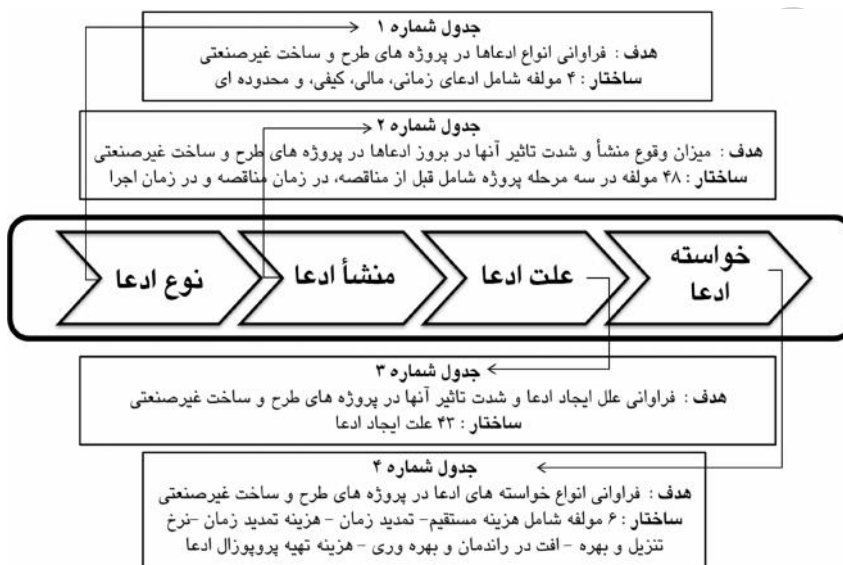 جدول شماره ۱
هدف : فراوانی انواع ادعاها در پروژه های طرح و ساخت غیرصنعتی
ساختار : ۴ مولفه شامل ادعای زمانی، مالی، کیفی، و محدوده ای
جدول شماره ۲
هدف : میزان وقوع منشأ و شدت تاثیر آنها در بروز ادعاها در پروژه های طرح و ساخت غیرصنعتی
ساختار : ۴۸ مولفه در سه مرحله پروژه شامل قبل از مناقصه، در زمان مناقصه و در زمان اجرا
نوع ادعا
منشأ ادعا
علت ادعا
خواسته
ادعا
جدول شماره ۳
هدف : فراوانی علل ایجاد ادعا و شدت تاثیر آنها در پروژه های طرح و ساخت غیرصنعتی
ساختار : ۴۳ علت ایجاد ادعا
جدول شماره ۴
هدف : فراوانی انواع خواسته های ادعا در پروژه های طرح و ساخت غیرصنعتی
ساختار : ۶ مولفه شامل هزینه مستقیم- تمدید زمان - هزینه تمدید زمان -نرخ
تنزیل و بهره - افت در راندمان و بهره وری - هزینه تهیه پروپوزال ادعا